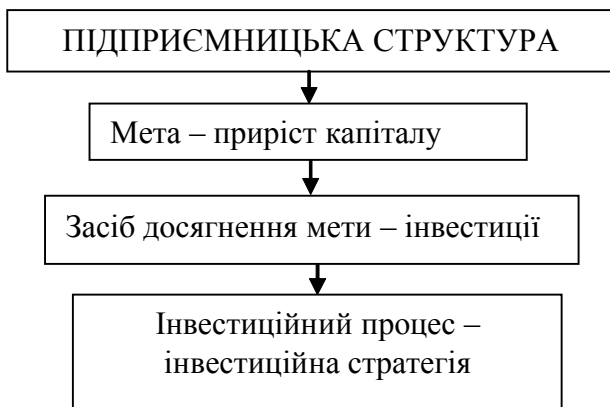 ПІДПРИЄМНИЦЬКА СТРУКТУРА
Мета – приріст капіталу
Засіб досягнення мети – інвестиції
Інвестиційний процес –
інвестиційна стратегія